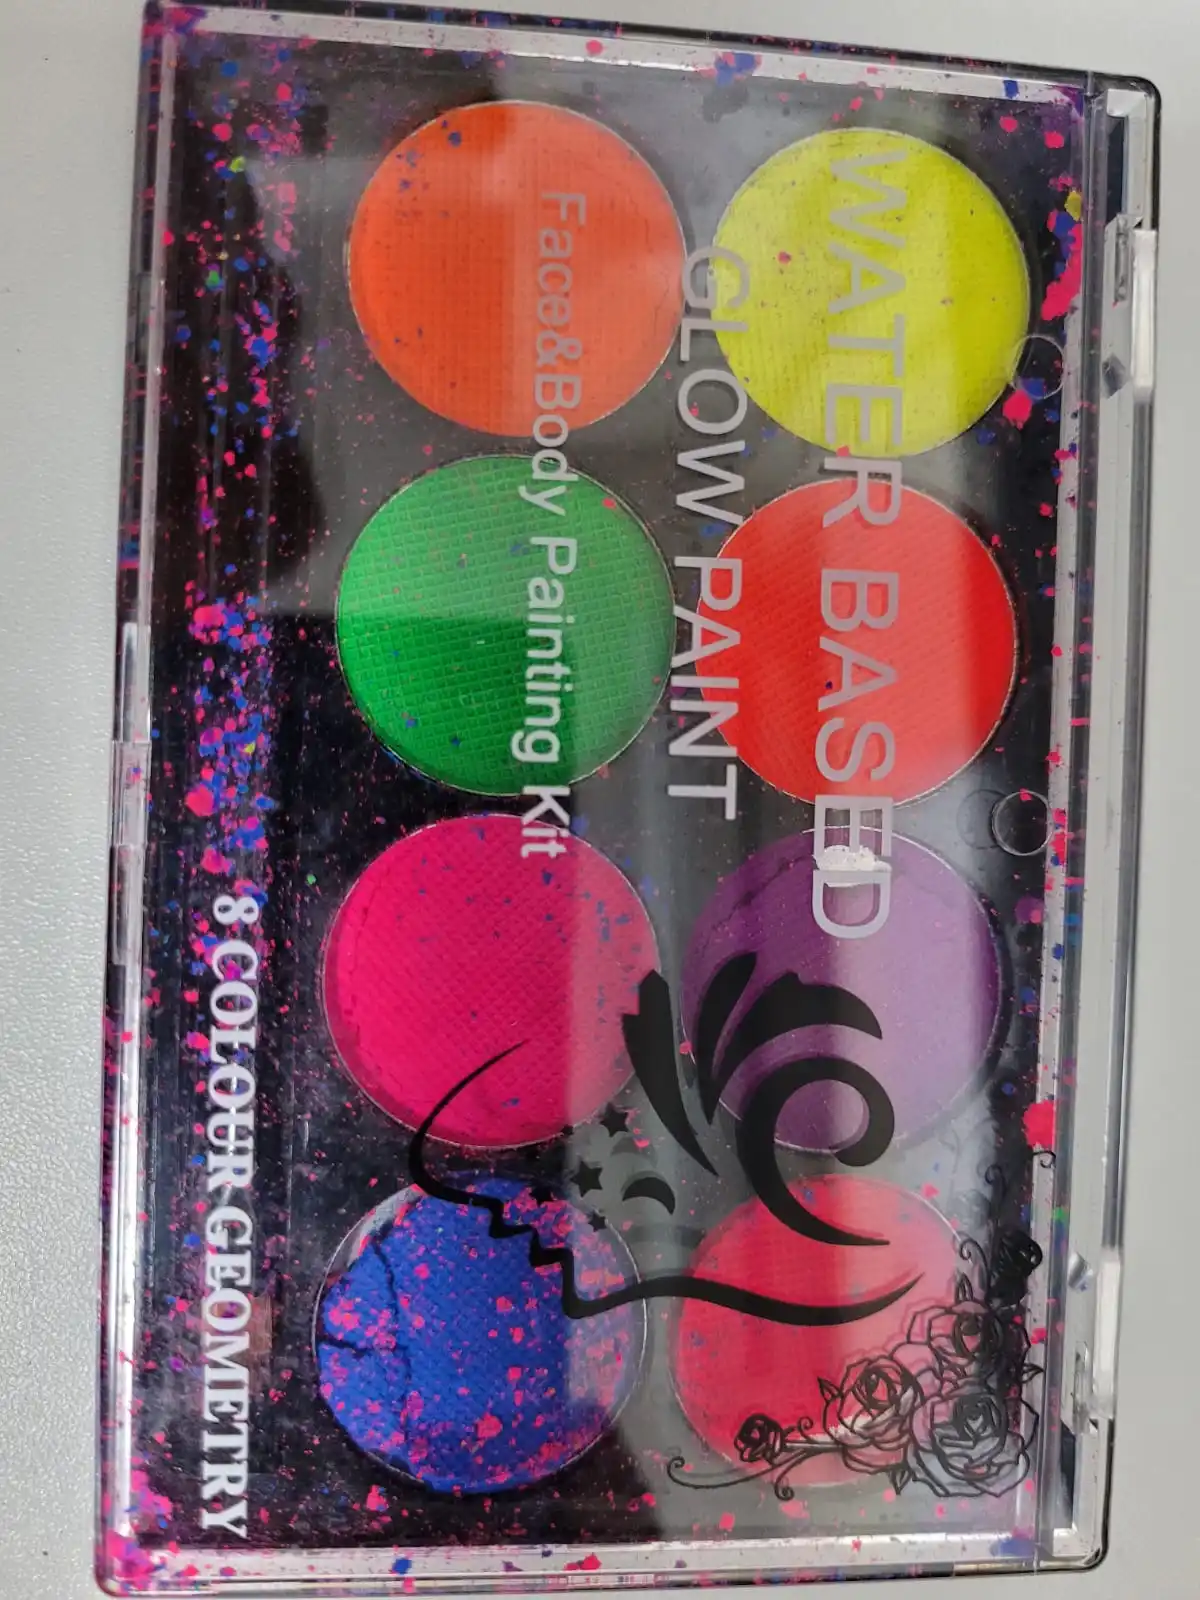 WATER BASED
GLOW PAINT
Face&Body Painting Kit
8 COLOUR GEOMETRY